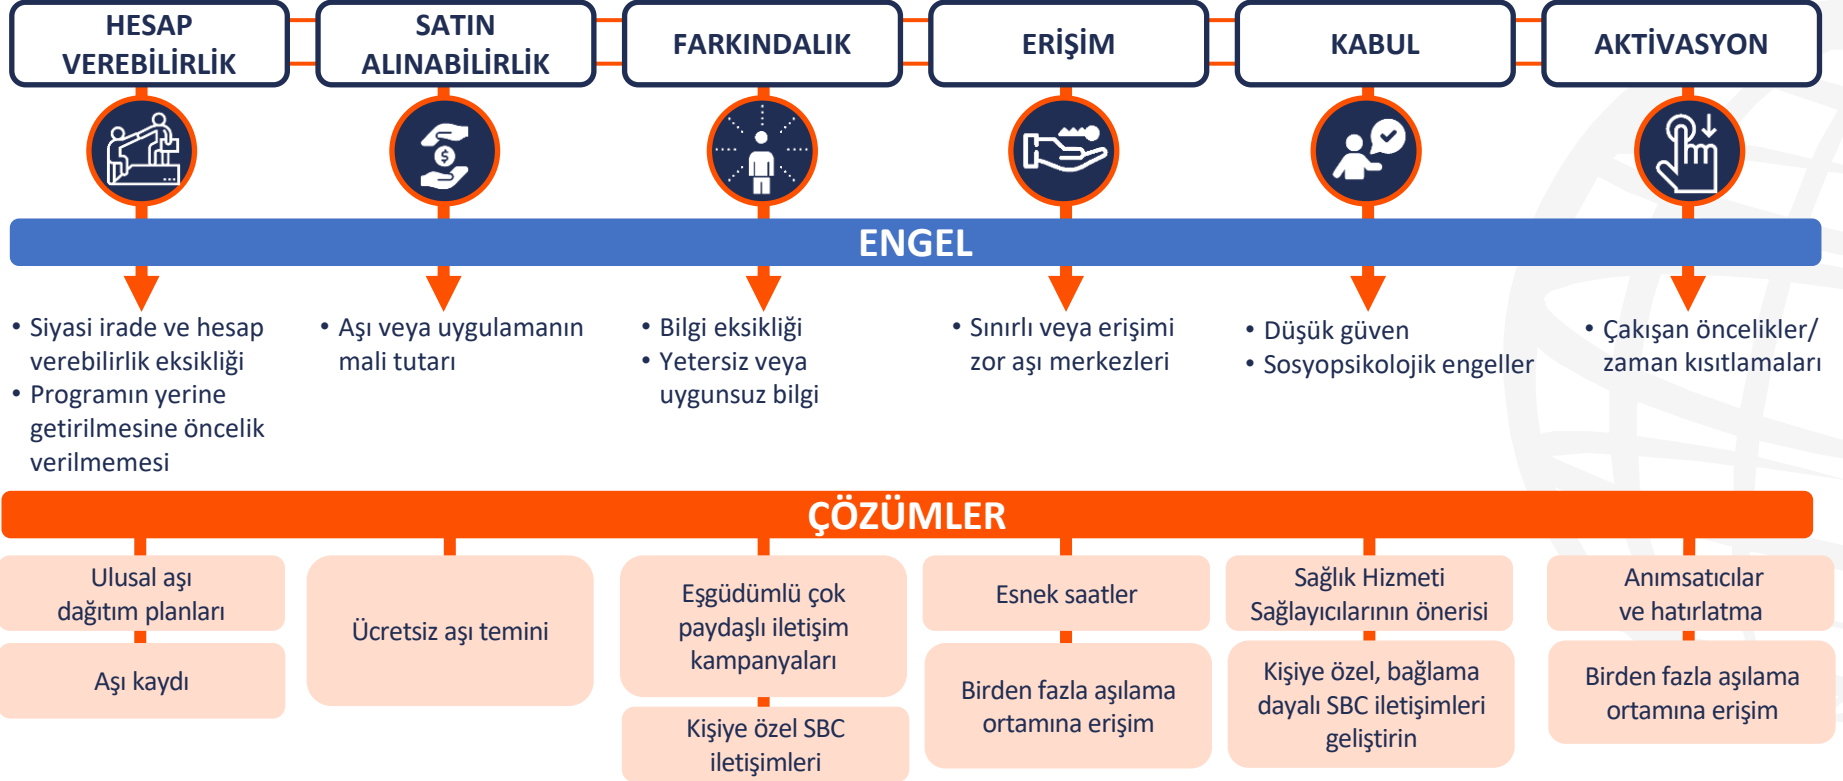 HESAP
VEREBİLİRLİK
SATIN
ALINABİLİRLİK
FARKINDALIK
ERİŞİM
KABUL
AKTİVASYON
$
ENGEL
• Siyasi irade ve hesap
verebilirlik eksikliği
• Programın yerine
getirilmesine öncelik
verilmemesi
• Aşı veya uygulamanın
mali tutarı
• Bilgi eksikliği
• Yetersiz veya
uygunsuz bilgi
• Sınırlı veya erişimi
zor aşı merkezleri
• Düşük güven
• Sosyopsikolojik engeller
• Çakışan öncelikler/
zaman kısıtlamaları
ÇÖZÜMLER
Ulusal aşı
dağıtım planları
Aşı kaydı
Ücretsiz aşı temini
Eşgüdümlü çok
paydaşlı iletişim
kampanyaları
Kişiye özel SBC
iletişimleri
Esnek saatler
Birden fazla aşılama
ortamına erişim
Sağlık Hizmeti
Sağlayıcılarının önerisi
Kişiye özel, bağlama
dayalı SBC iletişimleri
geliştirin
Anımsatıcılar
ve hatırlatma
Birden fazla aşılama
ortamına erişim